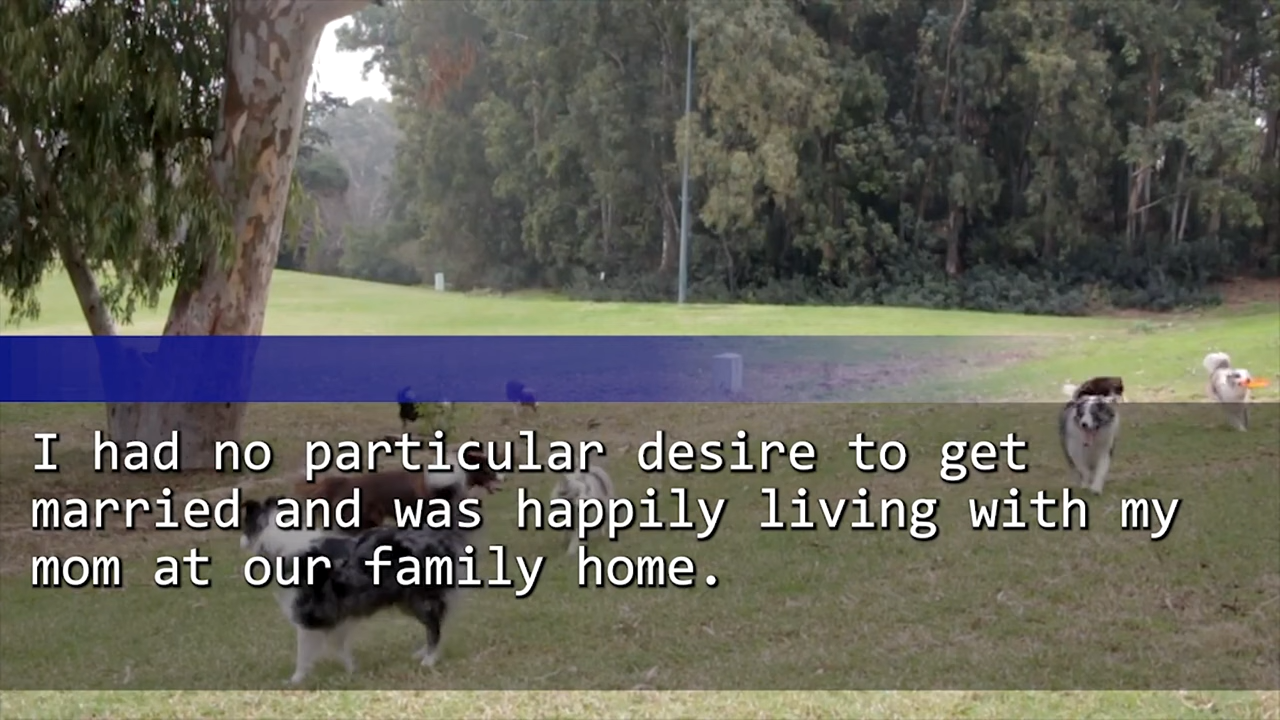 I had no particular desire to get
married and was happily living with my
mom at our family home.